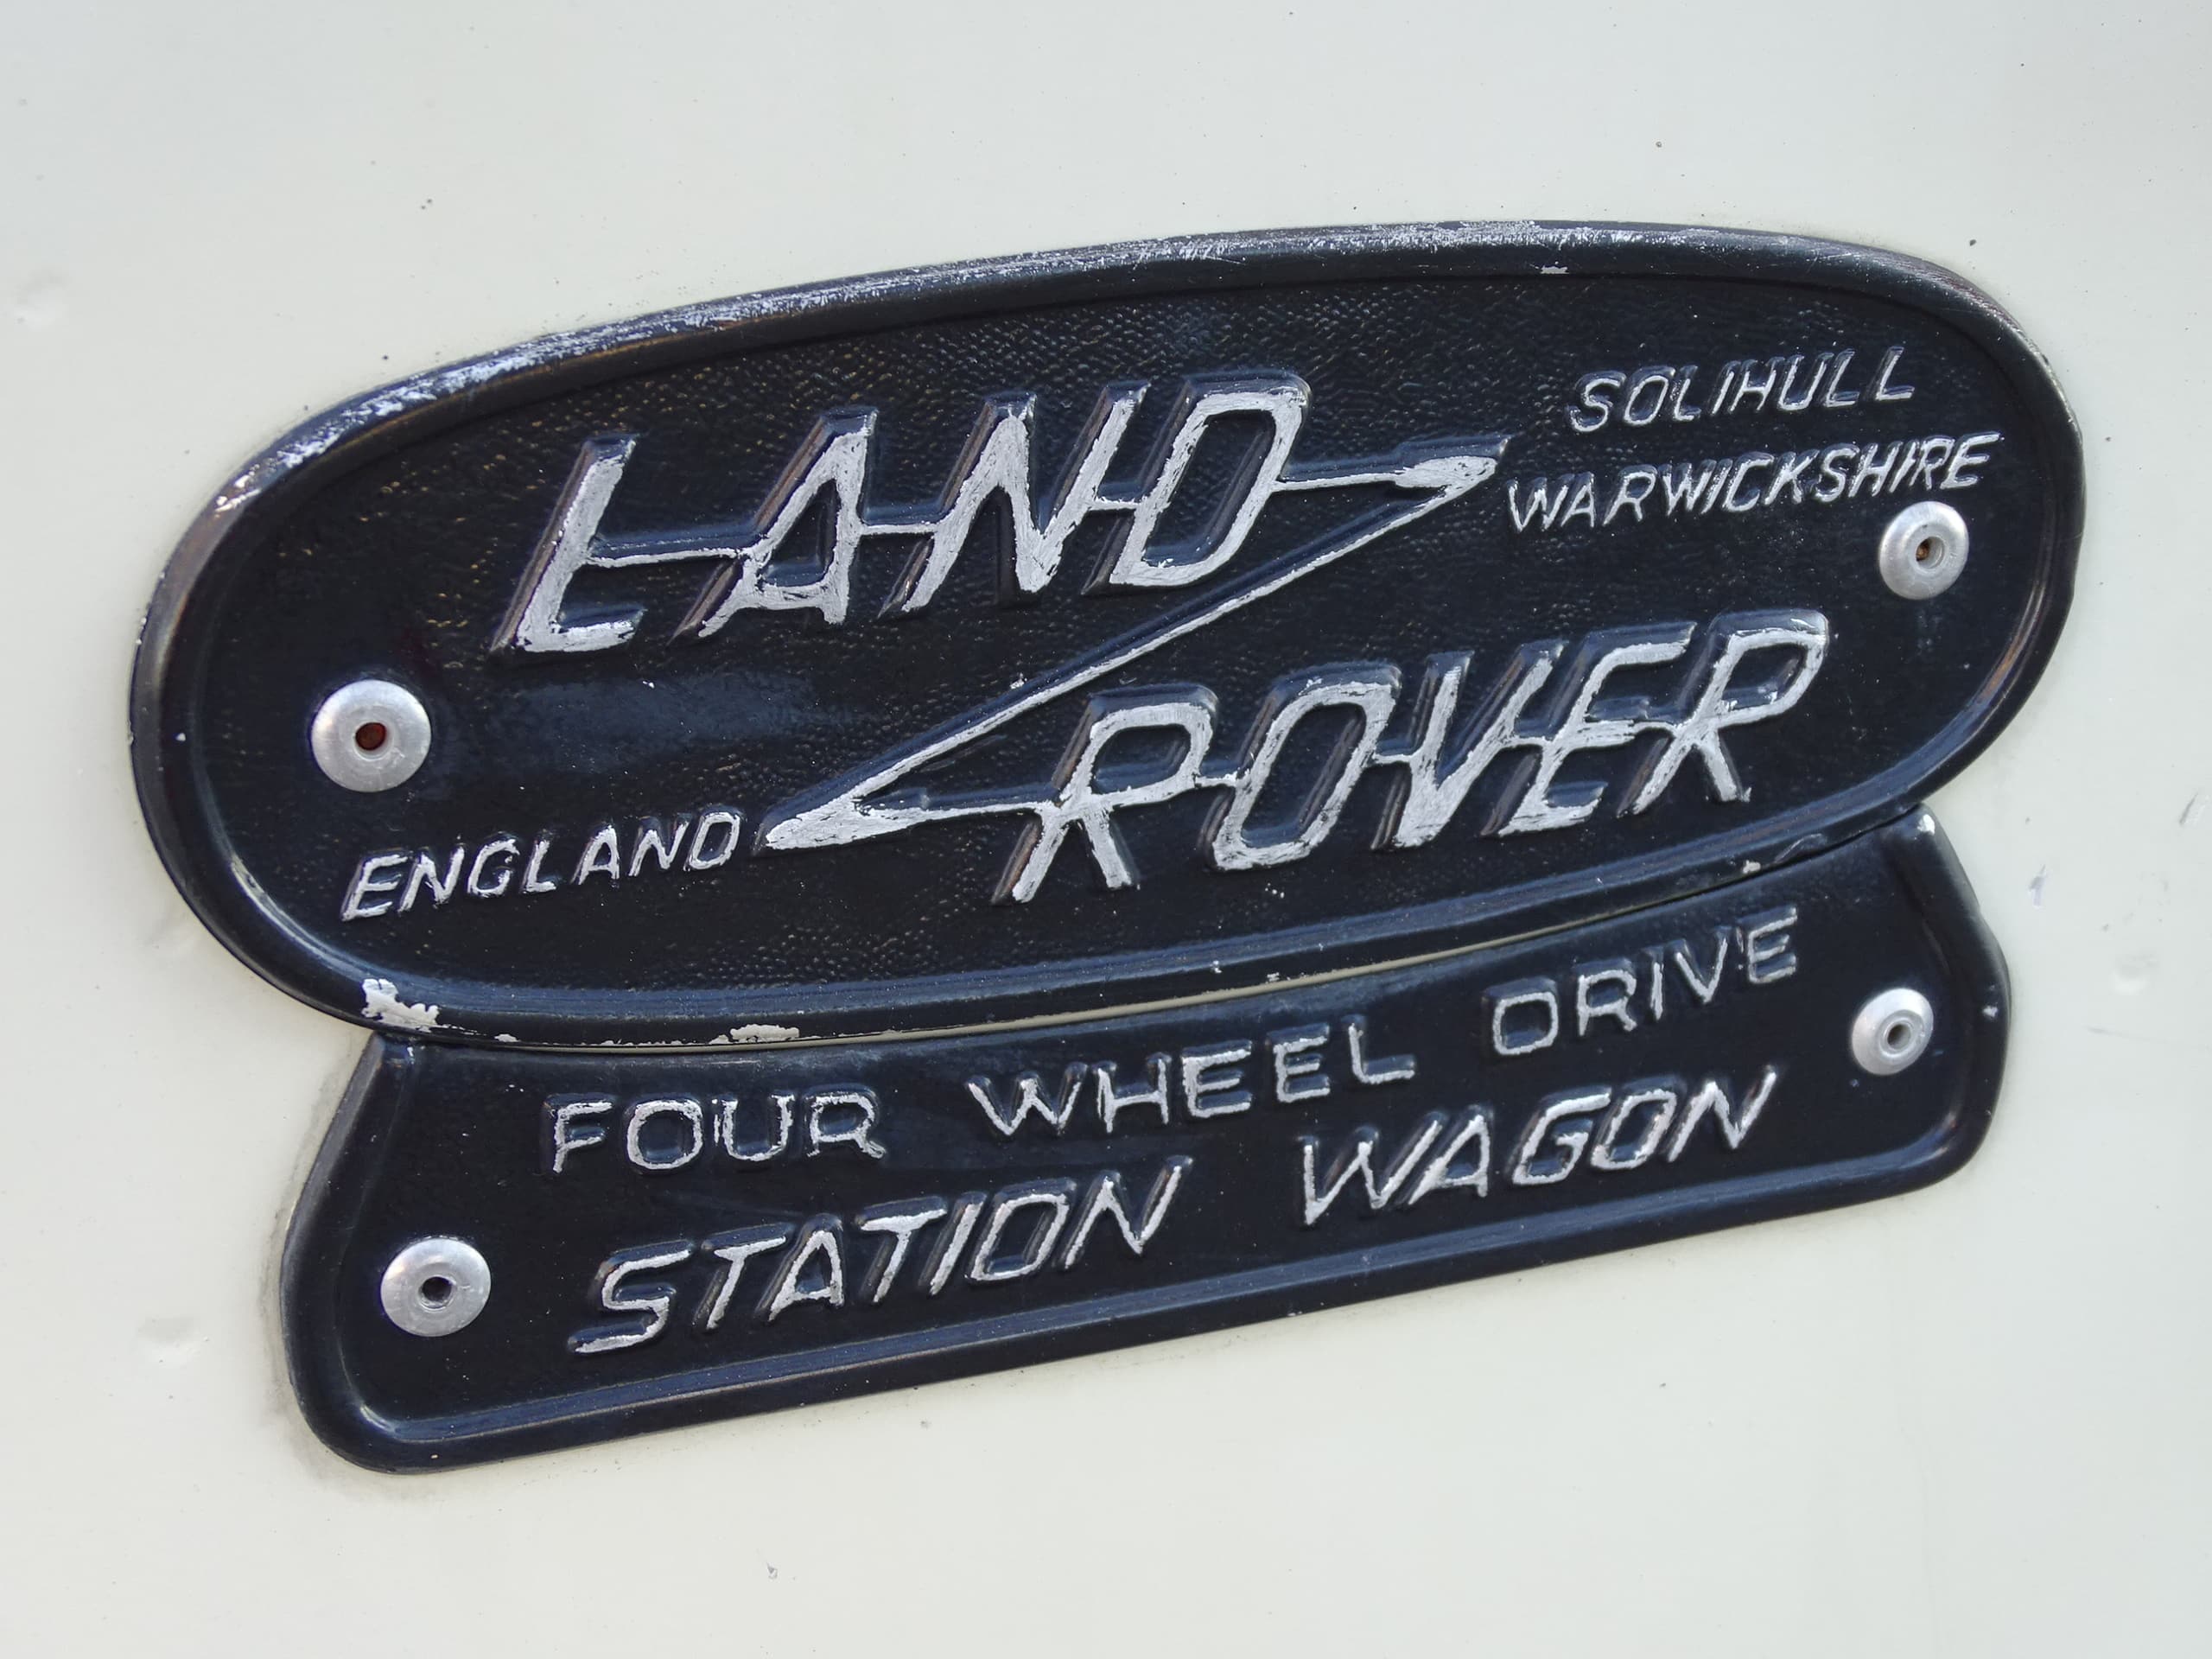 LAND
ROVER
SOLIHULL
WARWICKSHIRE
ENGLAND
FOUR WHEEL DRIVE
STATION WAGON